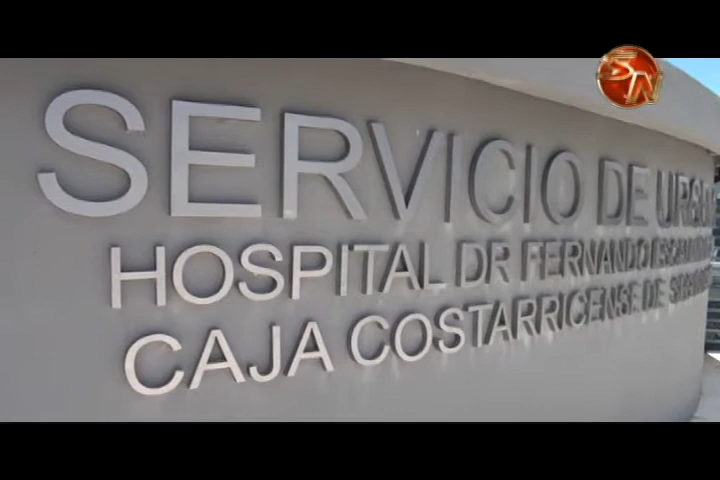 SERVICIO DE
HOSPITAL DR FERNANDO
CAJA COSTARRICENSE DE